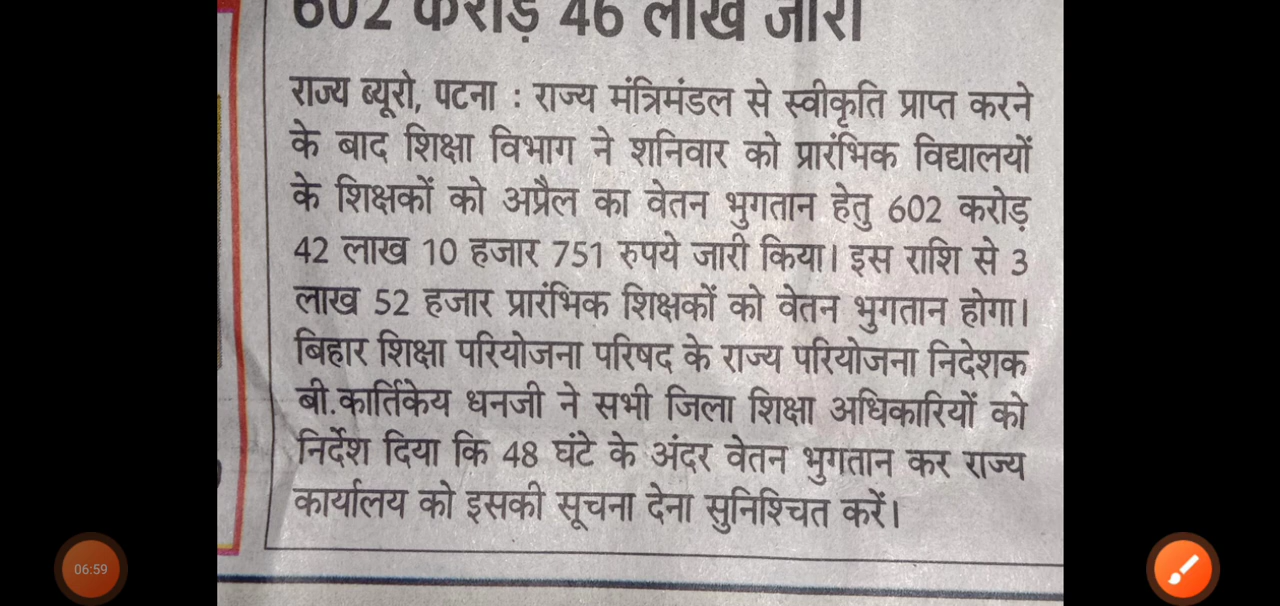 602 करोड़ 46 लाख जारी
राज्य ब्यूरो, पटना : राज्य मंत्रिमंडल से स्वीकृति प्राप्त करने
के बाद शिक्षा विभाग ने शनिवार को प्रारंभिक विद्यालयों
के शिक्षकों को अप्रैल का वेतन भुगतान हेतु 602 करोड़
42 लाख 10 हजार 751 रुपये जारी किया। इस राशि से 3
लाख 52 हजार प्रारंभिक शिक्षकों को वेतन भुगतान होगा।
बिहार शिक्षा परियोजना परिषद के राज्य परियोजना निदेशक
बी.कार्तिकेय धनजी ने सभी जिला शिक्षा अधिकारियों को
निर्देश दिया कि 48 घंटे के अंदर वेतन भुगतान कर राज्य
कार्यालय को इसकी सूचना देना सुनिश्चित करें।
06:59